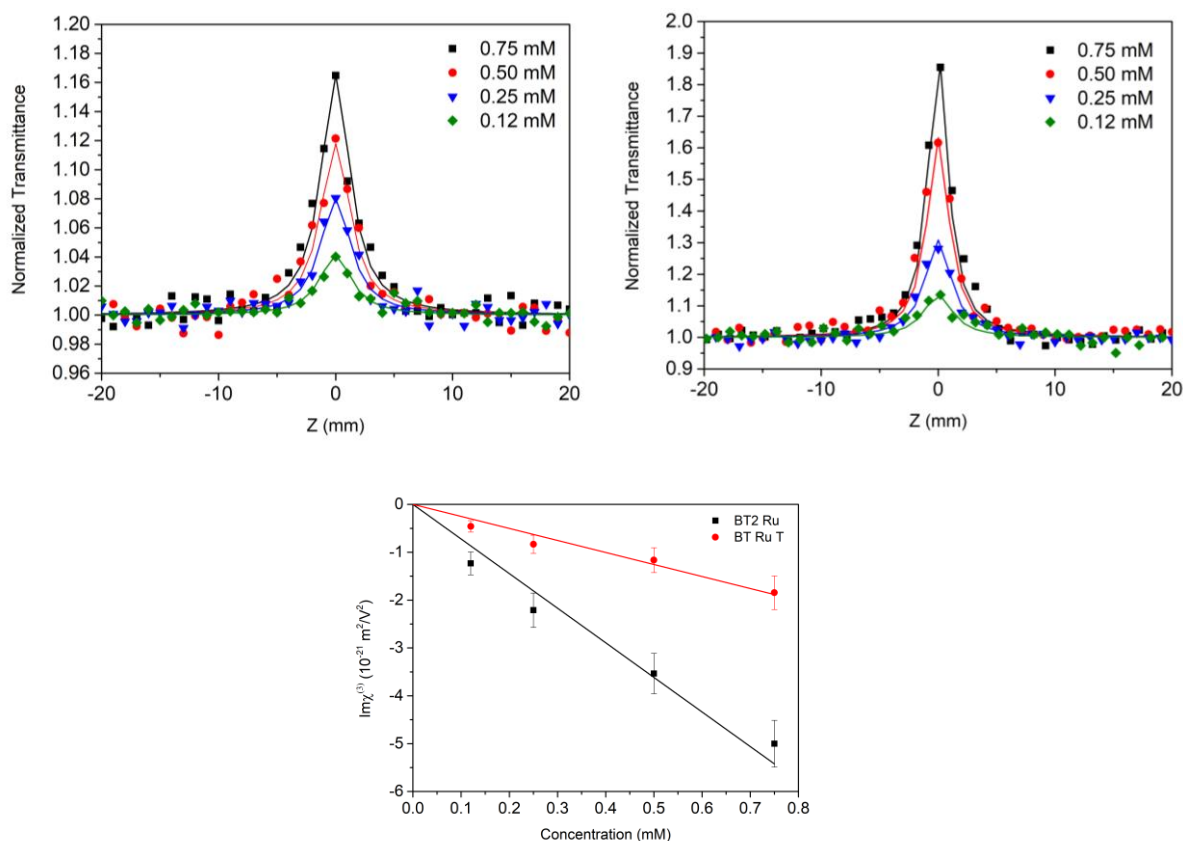 1.20
1.18
1.16
1.14
1.12
1.10
1.08
1.06
1.04
1.02
1.00
0.98
0.96
Normalized Transmittance
0.75 mM
0.50 mM
0.25 mM
0.12 mM
-20 -10 0 10 20
Z (mm)
2.0
1.9
1.8
1.7
1.6
1.5
1.4
1.3
1.2
1.1
1.0
0.9
Normalized Transmittance
0.75 mM
0.50 mM
0.25 mM
0.12 mM
-20 -10 0 10 20
Z (mm)
0
-1
-2
-3
-4
-5
-6
Imχ⁽³⁾ (10⁻²¹ m²/V²)
BT2 Ru
BT Ru T
0.0 0.1 0.2 0.3 0.4 0.5 0.6 0.7 0.8
Concentration (mM)